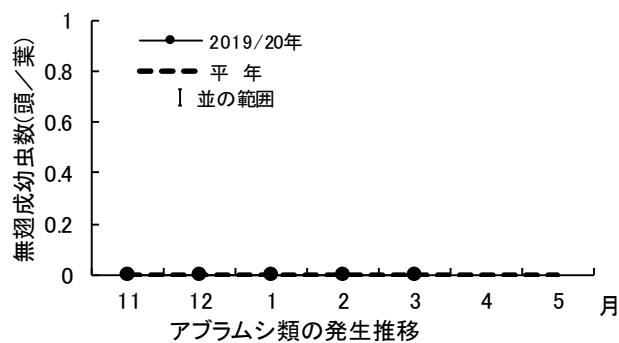 無翅成幼虫数(頭／葉)
1
0.8
0.6
0.4
0.2
0
2019/20年
平 年
並の範囲
11 12 1 2 3 4 5 月
アブラムシ類の発生推移